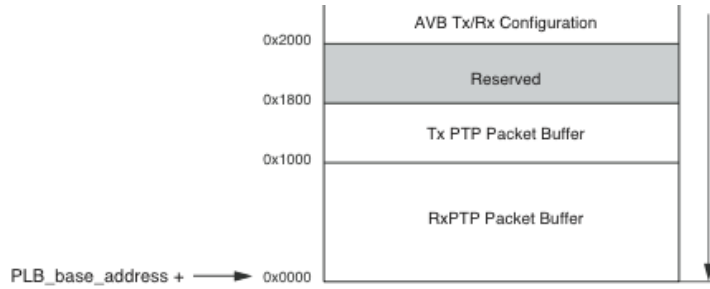 AVB Tx/Rx Configuration
0x2000
Reserved
0x1800
Tx PTP Packet Buffer
0x1000
RxPTP Packet Buffer
PLB_base_address + 0x0000